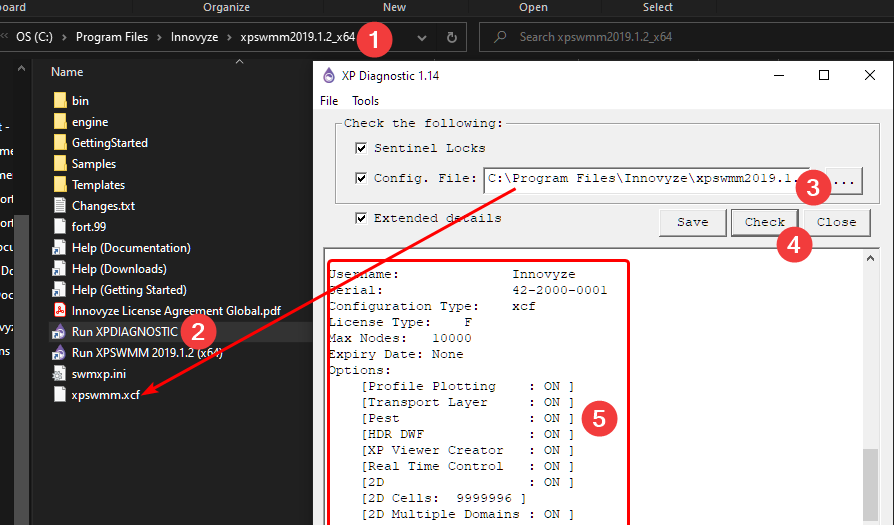 board
Organize
New
Open
Select
OS (C:) > Program Files > Innovyze > xpswmm2019.1.2_x64
1
Search xpswmm2019.1.2_x64
Name
bin
engine
GettingStarted
Samples
Templates
Changes.txt
fort.99
Help (Documentation)
Help (Downloads)
Help (Getting Started)
Innovyze License Agreement Global.pdf
Run XPDIAGNOSTIC
2
Run XPSWMM 2019.1.2 (x64)
swmxp.ini
xpswmm.xcf
XP Diagnostic 1.14
File Tools
Check the following:
Sentinel Locks
Config. File: C:\Program Files\Innovyze\xpswmm2019.1.
3
...
Extended details
Save
Check
Close
4
Username: Innovyze
Serial: 42-2000-0001
Configuration Type: xcf
License Type: F
Max Nodes: 10000
Expiry Date: None
Options:
[Profile Plotting : ON ]
[Transport Layer : ON ]
[Pest : ON ]
[HDR DWF : ON ]
[XP Viewer Creator : ON ]
[Real Time Control : ON ]
[2D : ON ]
[2D Cells: 9999996 ]
[2D Multiple Domains : ON ]
5